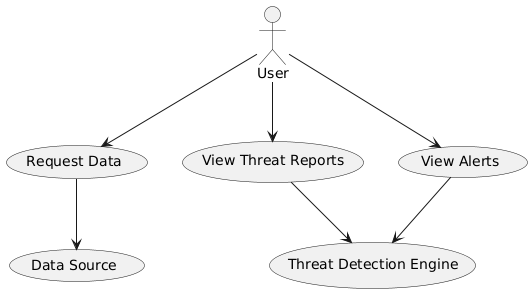 User
Request Data
View Threat Reports
View Alerts
Data Source
Threat Detection Engine